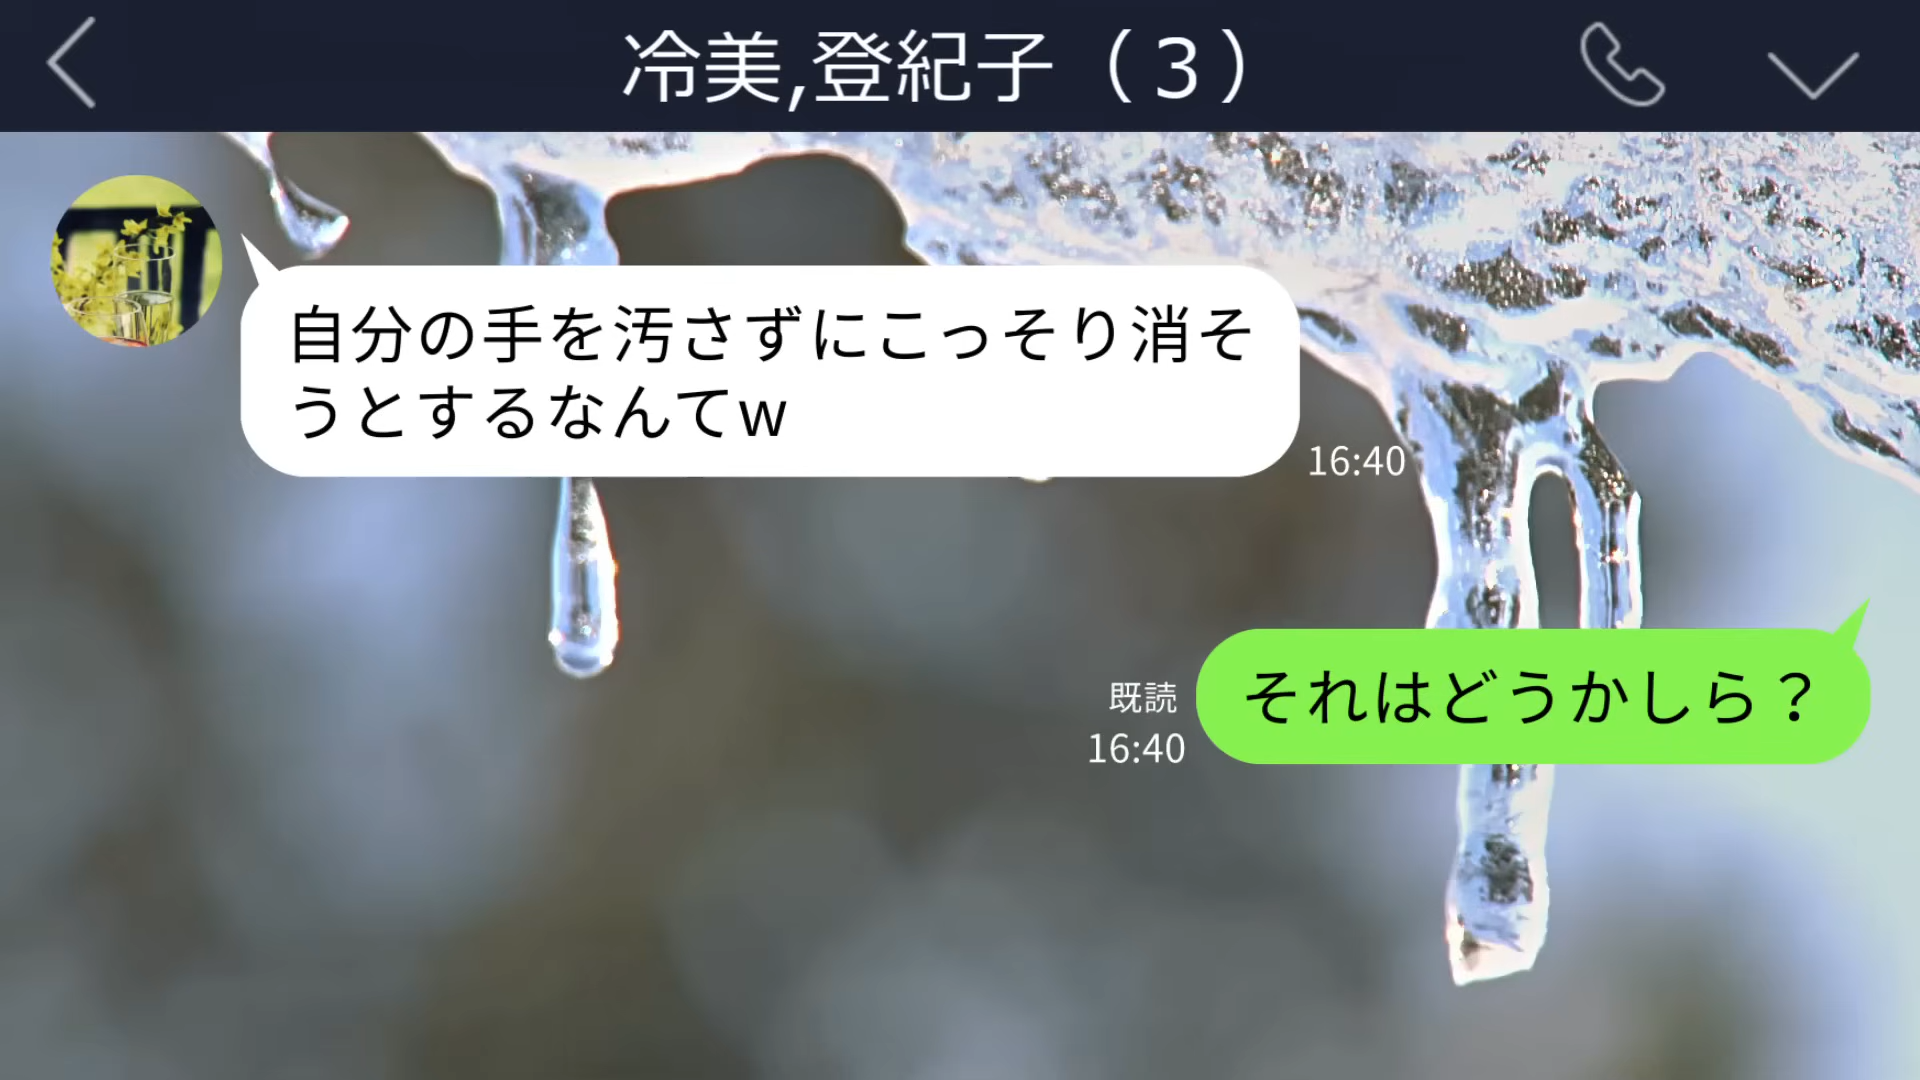 冷美,登紀子（３）
自分の手を汚さずにこっそり消そ
うとするなんてw
16:40
それはどうかしら？
既読
16:40